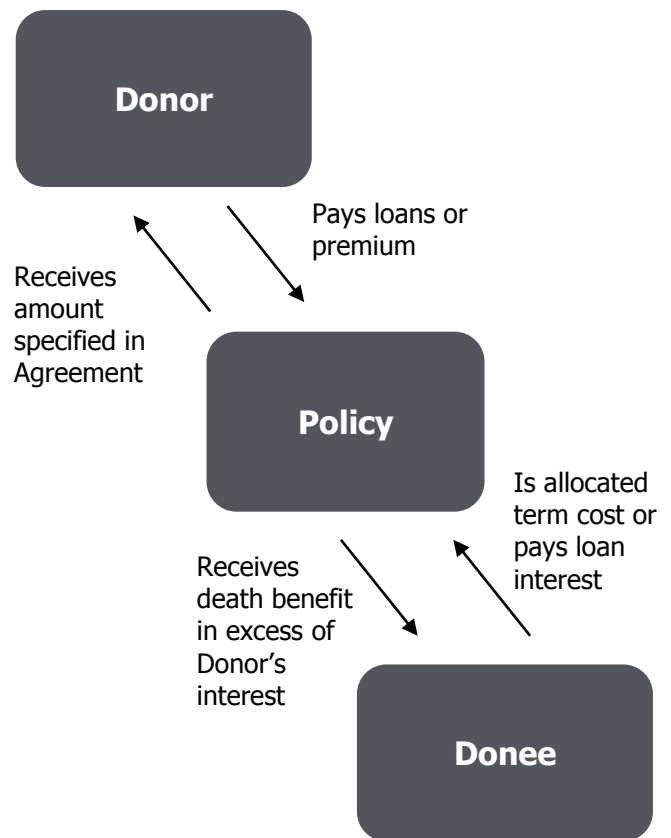 Donor
Pays loans or
premium
Receives
amount
specified in
Agreement
Policy
Is allocated
term cost or
pays loan
interest
Receives
death benefit
in excess of
Donor’s
interest
Donee